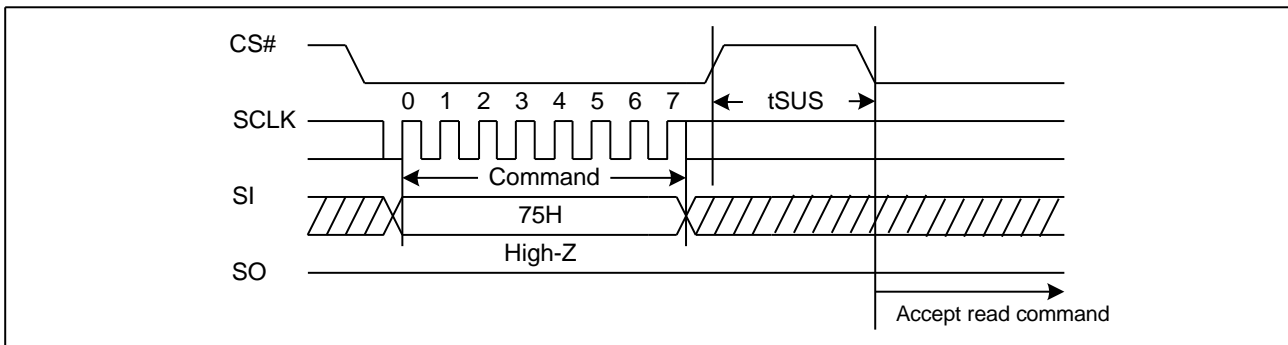 CS#
tSUS
0 1 2 3 4 5 6 7
SCLK
Command
SI
75H
High-Z
SO
Accept read command